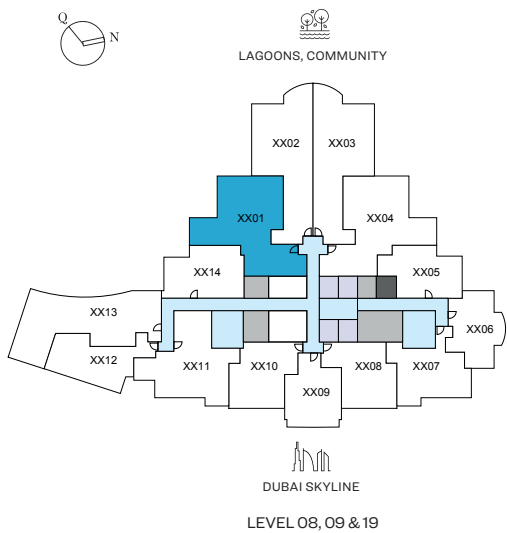 Q
N
LAGOONS, COMMUNITY
XX02
XX03
XX01
XX04
XX14
XX05
XX13
XX06
XX12
XX11
XX10
XX08
XX07
XX09
DUBAI SKYLINE
LEVEL 08, 09 & 19